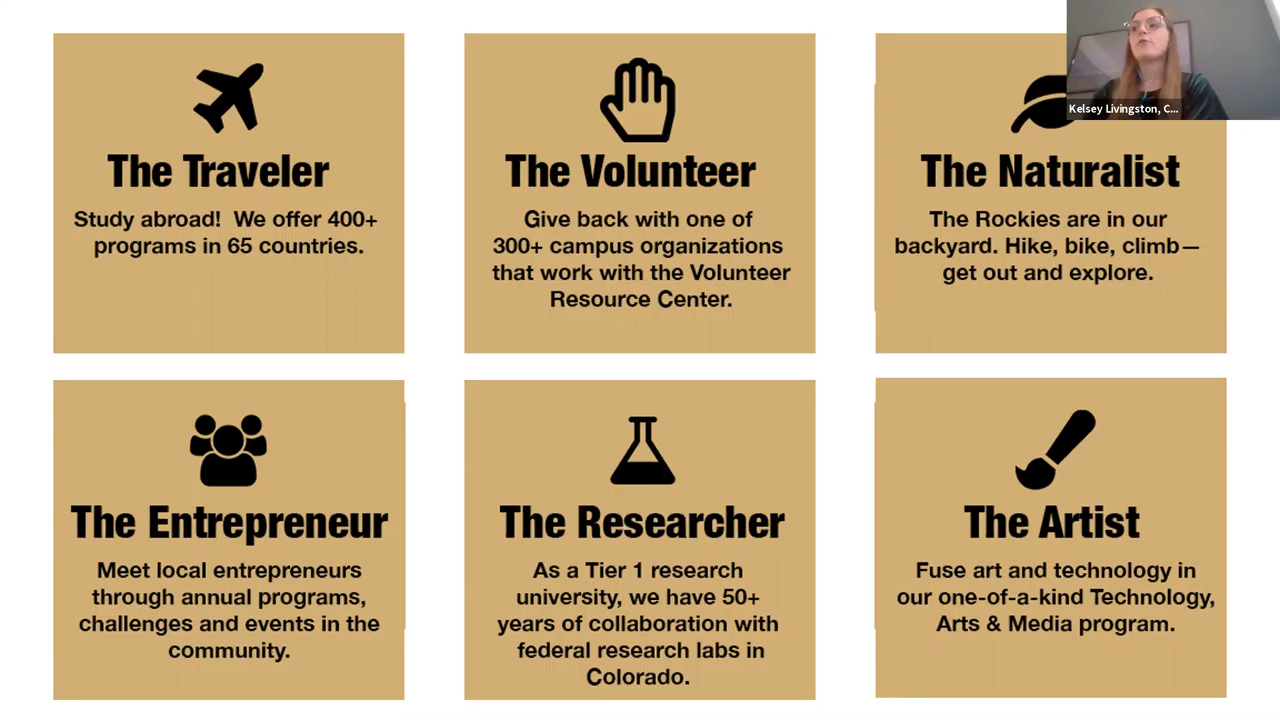 Kelsey Livingston, C...
The Traveler
Study abroad! We offer 400+
programs in 65 countries.
The Volunteer
Give back with one of
300+ campus organizations
that work with the Volunteer
Resource Center.
The Naturalist
The Rockies are in our
backyard. Hike, bike, climb—
get out and explore.
The Entrepreneur
Meet local entrepreneurs
through annual programs,
challenges and events in the
community.
The Researcher
As a Tier 1 research
university, we have 50+
years of collaboration with
federal research labs in
Colorado.
The Artist
Fuse art and technology in
our one-of-a-kind Technology,
Arts & Media program.